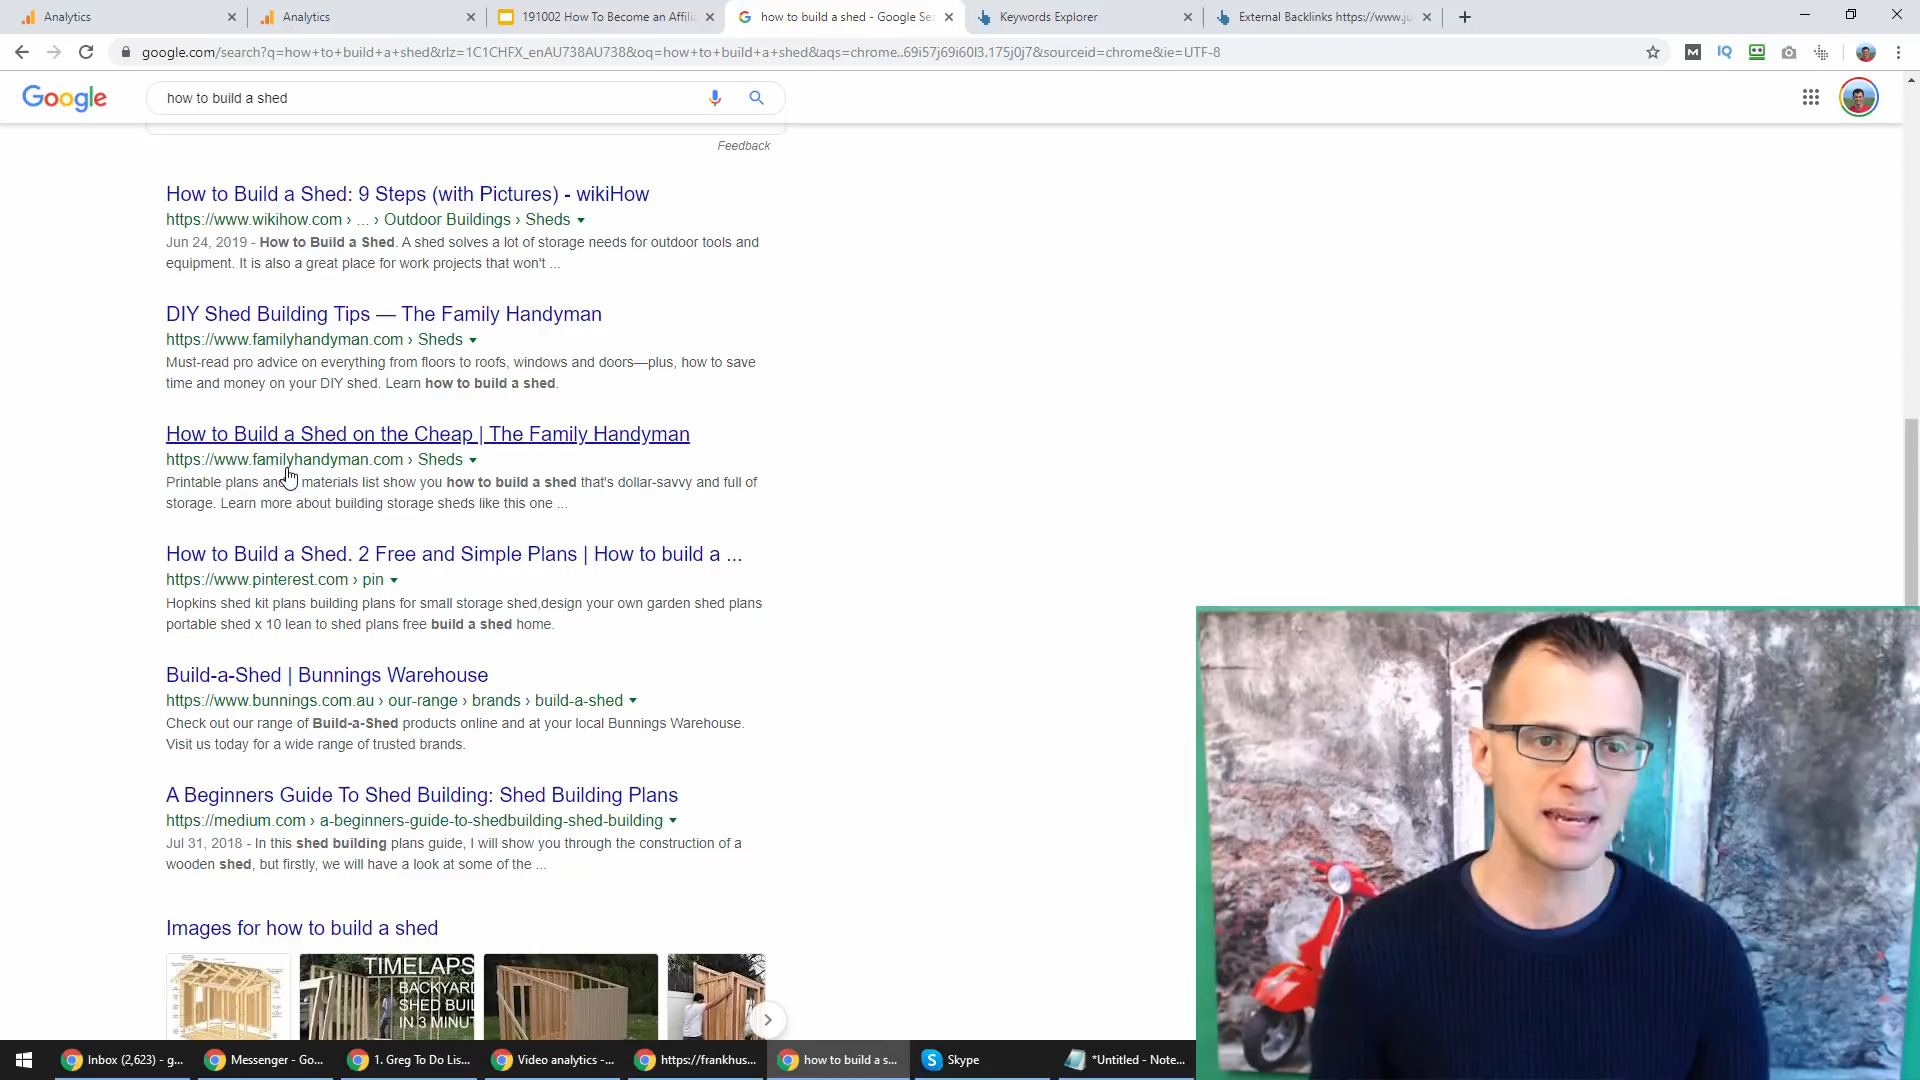 Analytics
Analytics
191002 How To Become an Affili
how to build a shed - Google Se
Keywords Explorer
External Backlinks https://www.ju
google.com/search?q=how+to+build+a+shed&rlz=1C1CHFX_enAU738AU738&oq=how+to+build+a+shed&aqs=chrome..69i57j69i60l3.175j0j7&sourceid=chrome&ie=UTF-8
M
IQ
Google
how to build a shed
Feedback
How to Build a Shed: 9 Steps (with Pictures) - wikiHow
https://www.wikihow.com › ... › Outdoor Buildings › Sheds
Jun 24, 2019 - How to Build a Shed. A shed solves a lot of storage needs for outdoor tools and
equipment. It is also a great place for work projects that won't ...
DIY Shed Building Tips — The Family Handyman
https://www.familyhandyman.com › Sheds
Must-read pro advice on everything from floors to roofs, windows and doors—plus, how to save
time and money on your DIY shed. Learn how to build a shed.
How to Build a Shed on the Cheap | The Family Handyman
https://www.familyhandyman.com › Sheds
Printable plans and materials list show you how to build a shed that's dollar-savvy and full of
storage. Learn more about building storage sheds like this one ...
How to Build a Shed. 2 Free and Simple Plans | How to build a ...
https://www.pinterest.com › pin
Hopkins shed kit plans building plans for small storage shed,design your own garden shed plans
portable shed x 10 lean to shed plans free build a shed home.
Build-a-Shed | Bunnings Warehouse
https://www.bunnings.com.au › our-range › brands › build-a-shed
Check out our range of Build-a-Shed products online and at your local Bunnings Warehouse.
Visit us today for a wide range of trusted brands.
A Beginners Guide To Shed Building: Shed Building Plans
https://medium.com › a-beginners-guide-to-shedbuilding-shed-building
Jul 31, 2018 - In this shed building plans guide, I will show you through the construction of a
wooden shed, but firstly, we will have a look at some of the ...
Images for how to build a shed
TIMELAPS
BACKYARD
SHED BUIL
IN 3 MINUT
Inbox (2,623) - g...
Messenger - Go...
1. Greg To Do Lis...
Video analytics -...
https://frankhus...
how to build a s...
Skype
*Untitled - Note...